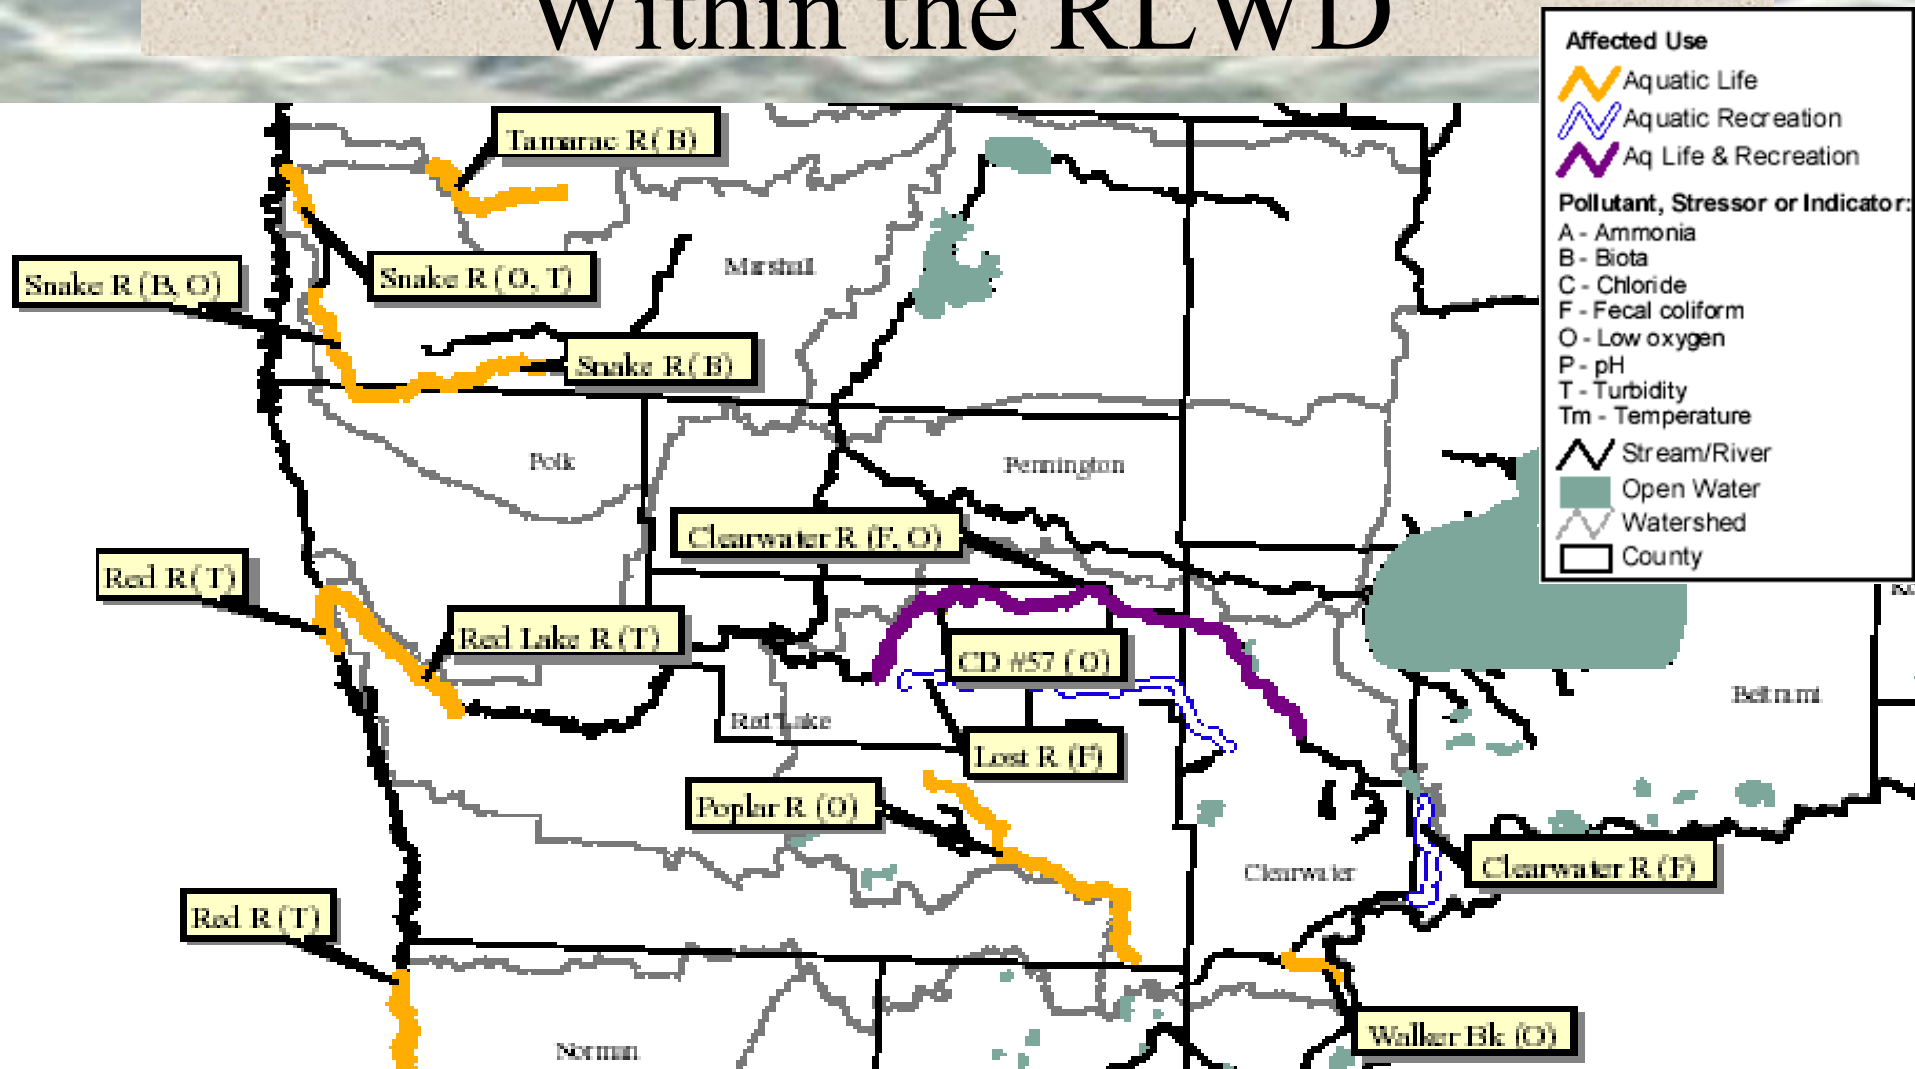 Within the RLWD
Affected Use
Aquatic Life
Aquatic Recreation
Aq Life & Recreation
Pollutant, Stressor or Indicator:
A - Ammonia
B - Biota
C - Chloride
F - Fecal coliform
O - Low oxygen
P - pH
T - Turbidity
Tm - Temperature
Stream/River
Open Water
Watershed
County
Tamarac R (B)
Marshall
Snake R (B, O)
Snake R (O, T)
Snake R (B)
Polk
Pennington
Clearwater R (F, O)
Red R (T)
Red Lake R (T)
CD #57 (O)
Beltrami
Red Lake
Lost R (F)
Poplar R (O)
Clearwater
Clearwater R (F)
Red R (T)
Walker Bk (O)
Norman